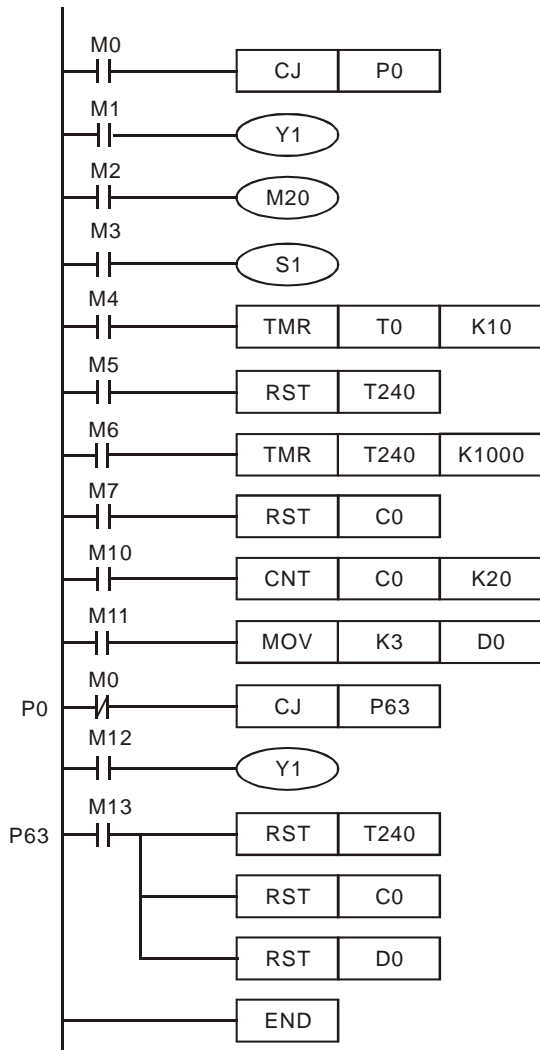 M0
CJ P0
M1
Y1
M2
M20
M3
S1
M4
TMR T0 K10
M5
RST T240
M6
TMR T240 K1000
M7
RST C0
M10
CNT C0 K20
M11
MOV K3 D0
M0
P0 CJ P63
M12
Y1
M13
P63 RST T240
RST C0
RST D0
END